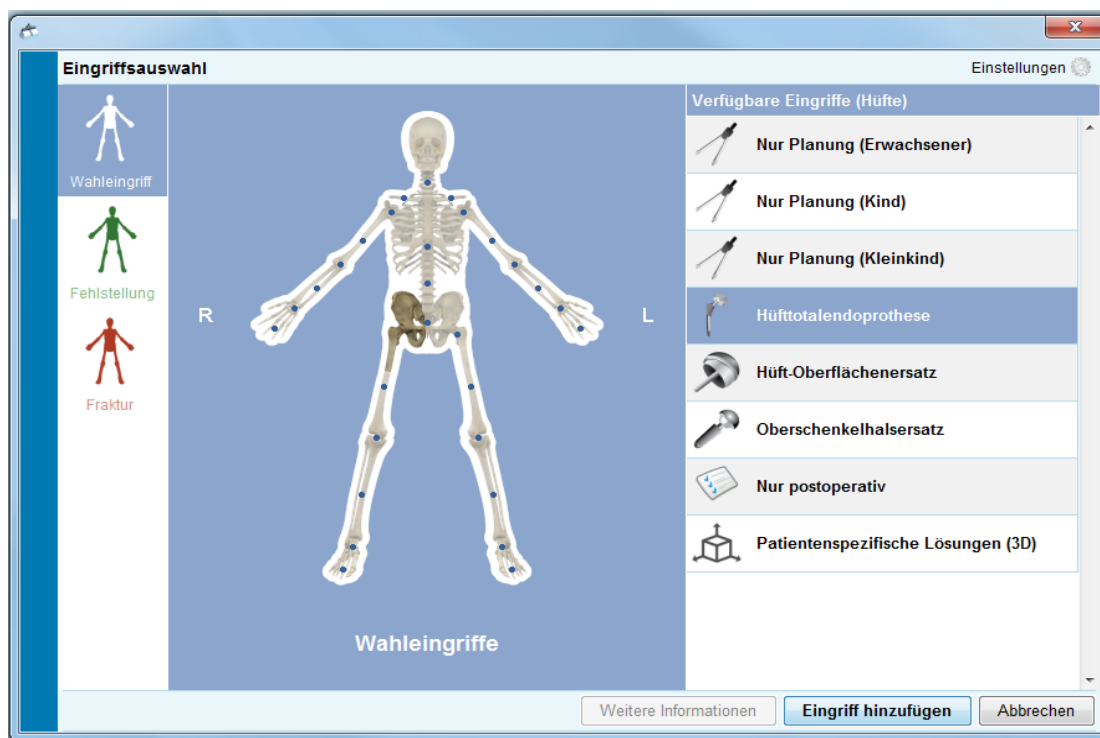 Eingriffsauswahl
Einstellungen
Wahleingriff
Fehlstellung
Fraktur
R
L
Wahleingriffe
Verfügbare Eingriffe (Hüfte)
Nur Planung (Erwachsener)
Nur Planung (Kind)
Nur Planung (Kleinkind)
Hüfttotalendoprothese
Hüft-Oberflächenersatz
Oberschenkelhalsersatz
Nur postoperativ
Patientenspezifische Lösungen (3D)
Weitere Informationen
Eingriff hinzufügen
Abbrechen